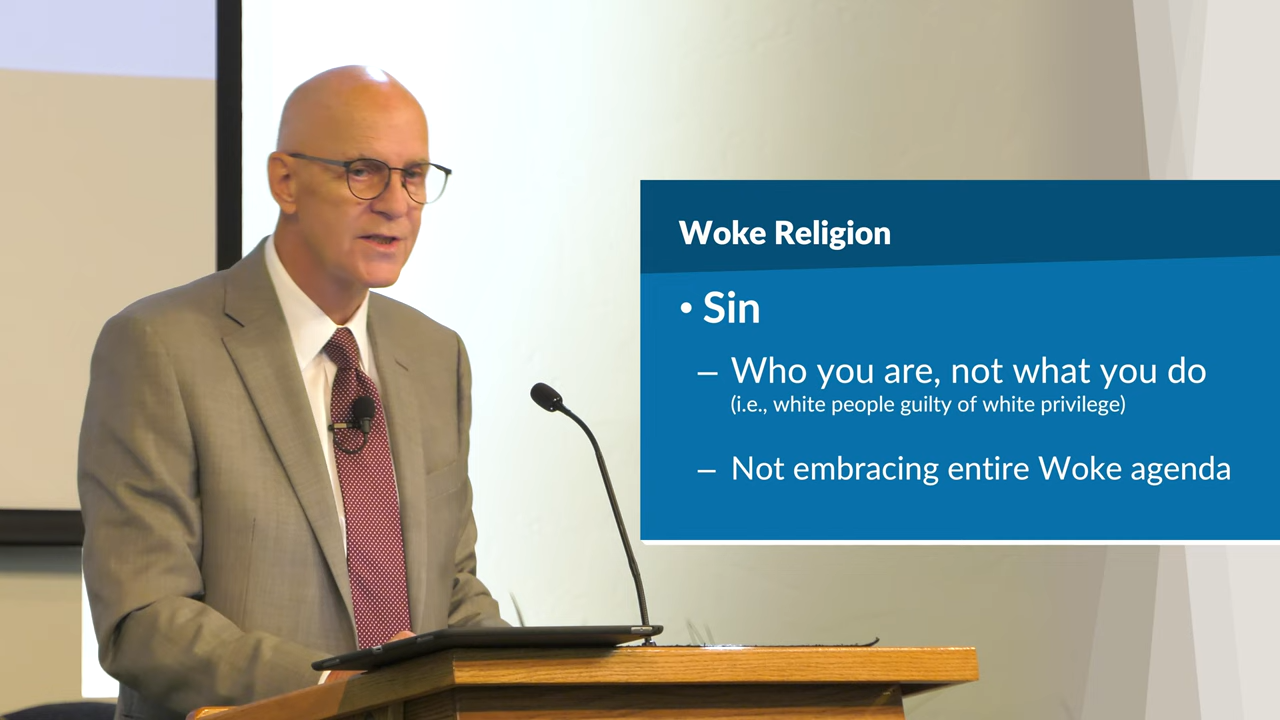 Woke Religion
• Sin
– Who you are, not what you do
(i.e., white people guilty of white privilege)
– Not embracing entire Woke agenda